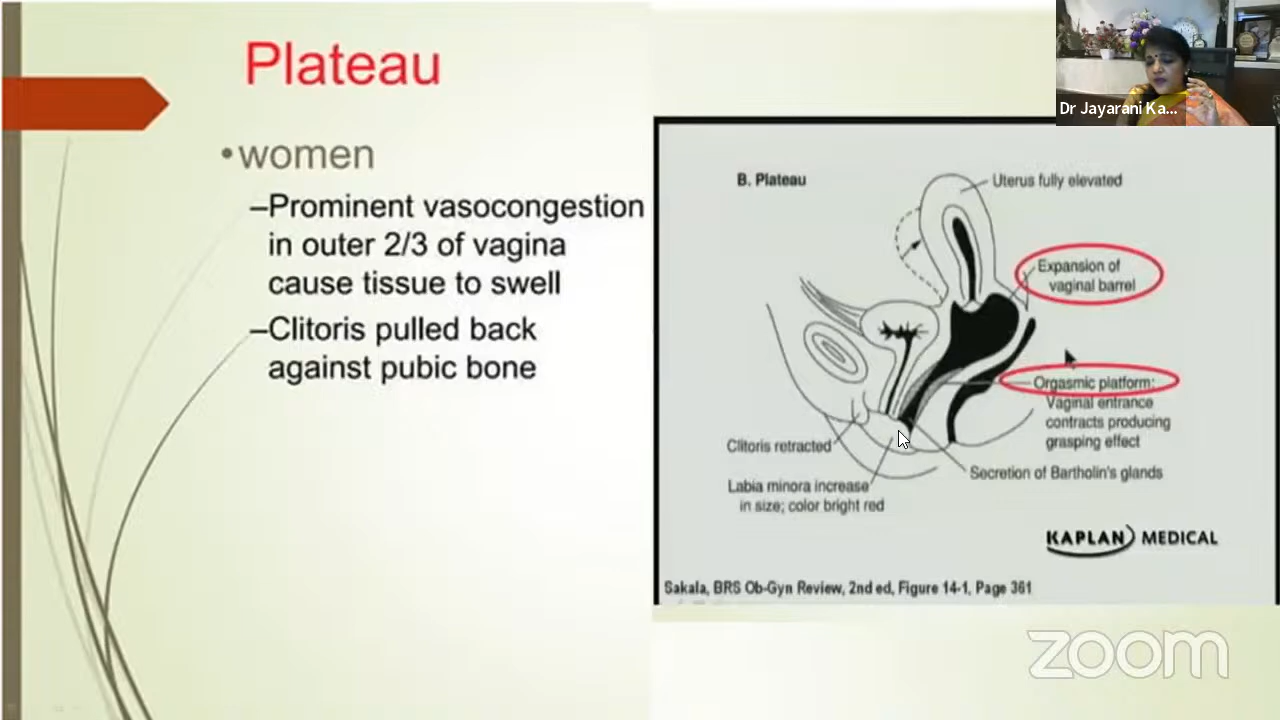 Plateau
•women
–Prominent vasocongestion
in outer 2/3 of vagina
cause tissue to swell
–Clitoris pulled back
against pubic bone
Dr Jayarani Ka...
B. Plateau
Uterus fully elevated
Expansion of
vaginal barrel
Orgasmic platform:
Vaginal entrance
contracts producing
grasping effect
Clitoris retracted
Secretion of Bartholin's glands
Labia minora increase
in size; color bright red
KAPLAN MEDICAL
Sakala, BRS Ob-Gyn Review, 2nd ed, Figure 14-1, Page 361
zoom